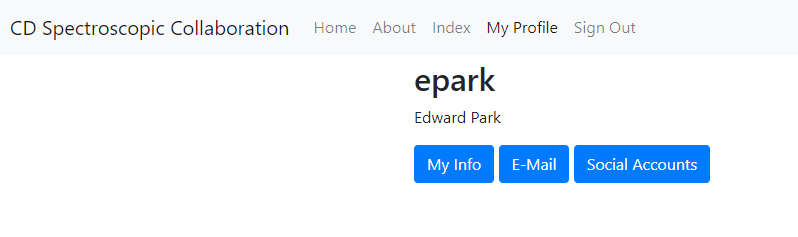 CD Spectroscopic Collaboration Home About Index My Profile Sign Out
epark
Edward Park
My Info E-Mail Social Accounts